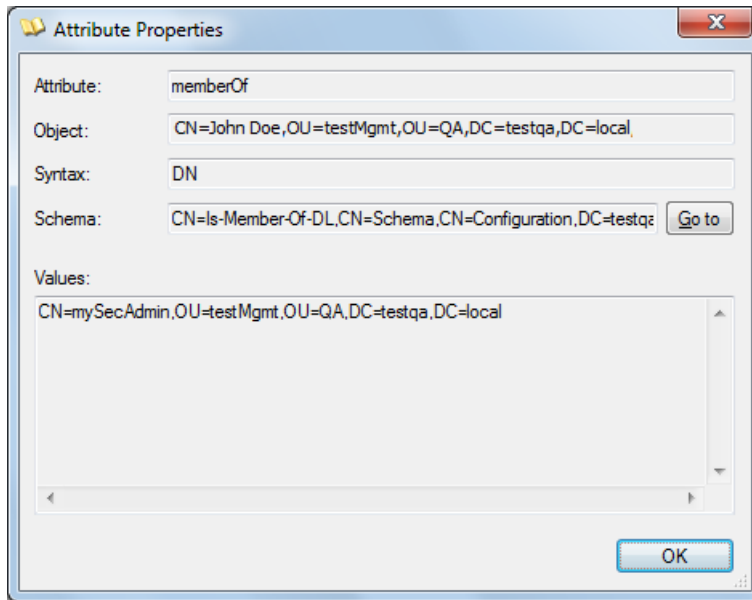 Attribute Properties
Attribute: memberOf
Object: CN=John Doe,OU=testMgmt,OU=QA,DC=testqa,DC=local,
Syntax: DN
Schema: CN=Is-Member-Of-DL,CN=Schema,CN=Configuration,DC=testqa Go to
Values:
CN=mySecAdmin,OU=testMgmt,OU=QA,DC=testqa,DC=local
OK